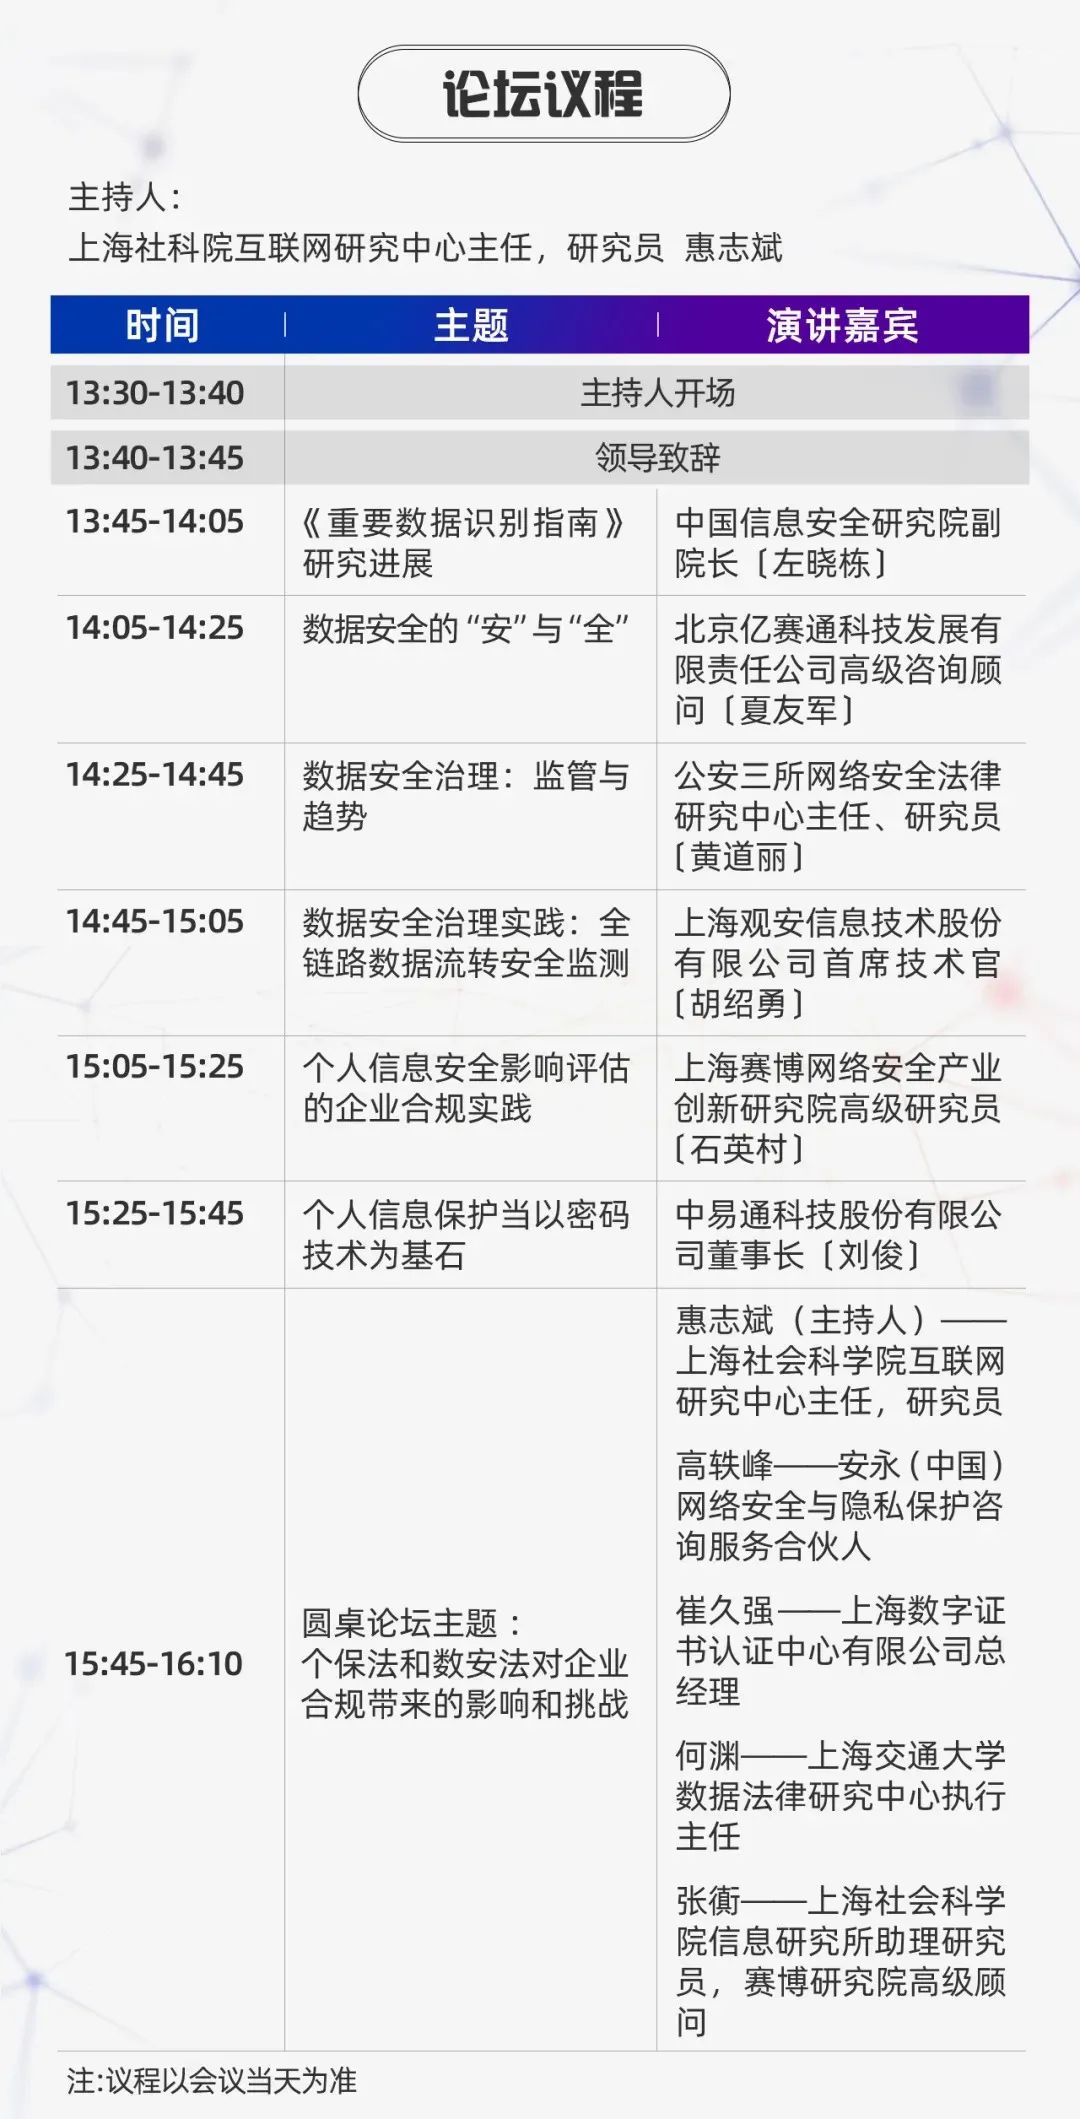 论坛议程
主持人：
上海社科院互联网研究中心主任，研究员 惠志斌
时间 主题 演讲嘉宾
13:30-13:40 主持人开场
13:40-13:45 领导致辞
13:45-14:05 《重要数据识别指南》 中国信息安全研究院副
研究进展 院长〔左晓栋〕
14:05-14:25 数据安全的“安”与“全” 北京亿赛通科技发展有
限责任公司高级咨询顾
问〔夏友军〕
14:25-14:45 数据安全治理：监管与 公安三所网络安全法律
趋势 研究中心主任、研究员
〔黄道丽〕
14:45-15:05 数据安全治理实践：全 上海观安信息技术股份
链路数据流转安全监测 有限公司首席技术官
〔胡绍勇〕
15:05-15:25 个人信息安全影响评估 上海赛博网络安全产业
的企业合规实践 创新研究院高级研究员
〔石英村〕
15:25-15:45 个人信息保护当以密码 中易通科技股份有限公
技术为基石 司董事长〔刘俊〕
15:45-16:10
圆桌论坛主题：
个保法和数安法对企业
合规带来的影响和挑战
惠志斌（主持人）——
上海社会科学院互联网
研究中心主任，研究员
高轶峰——安永（中国）
网络安全与隐私保护咨
询服务合伙人
崔久强——上海数字证
书认证中心有限公司总
经理
何渊——上海交通大学
数据法律研究中心执行
主任
张衠——上海社会科学
院信息研究所助理研究
员，赛博研究院高级顾
问
注:议程以会议当天为准